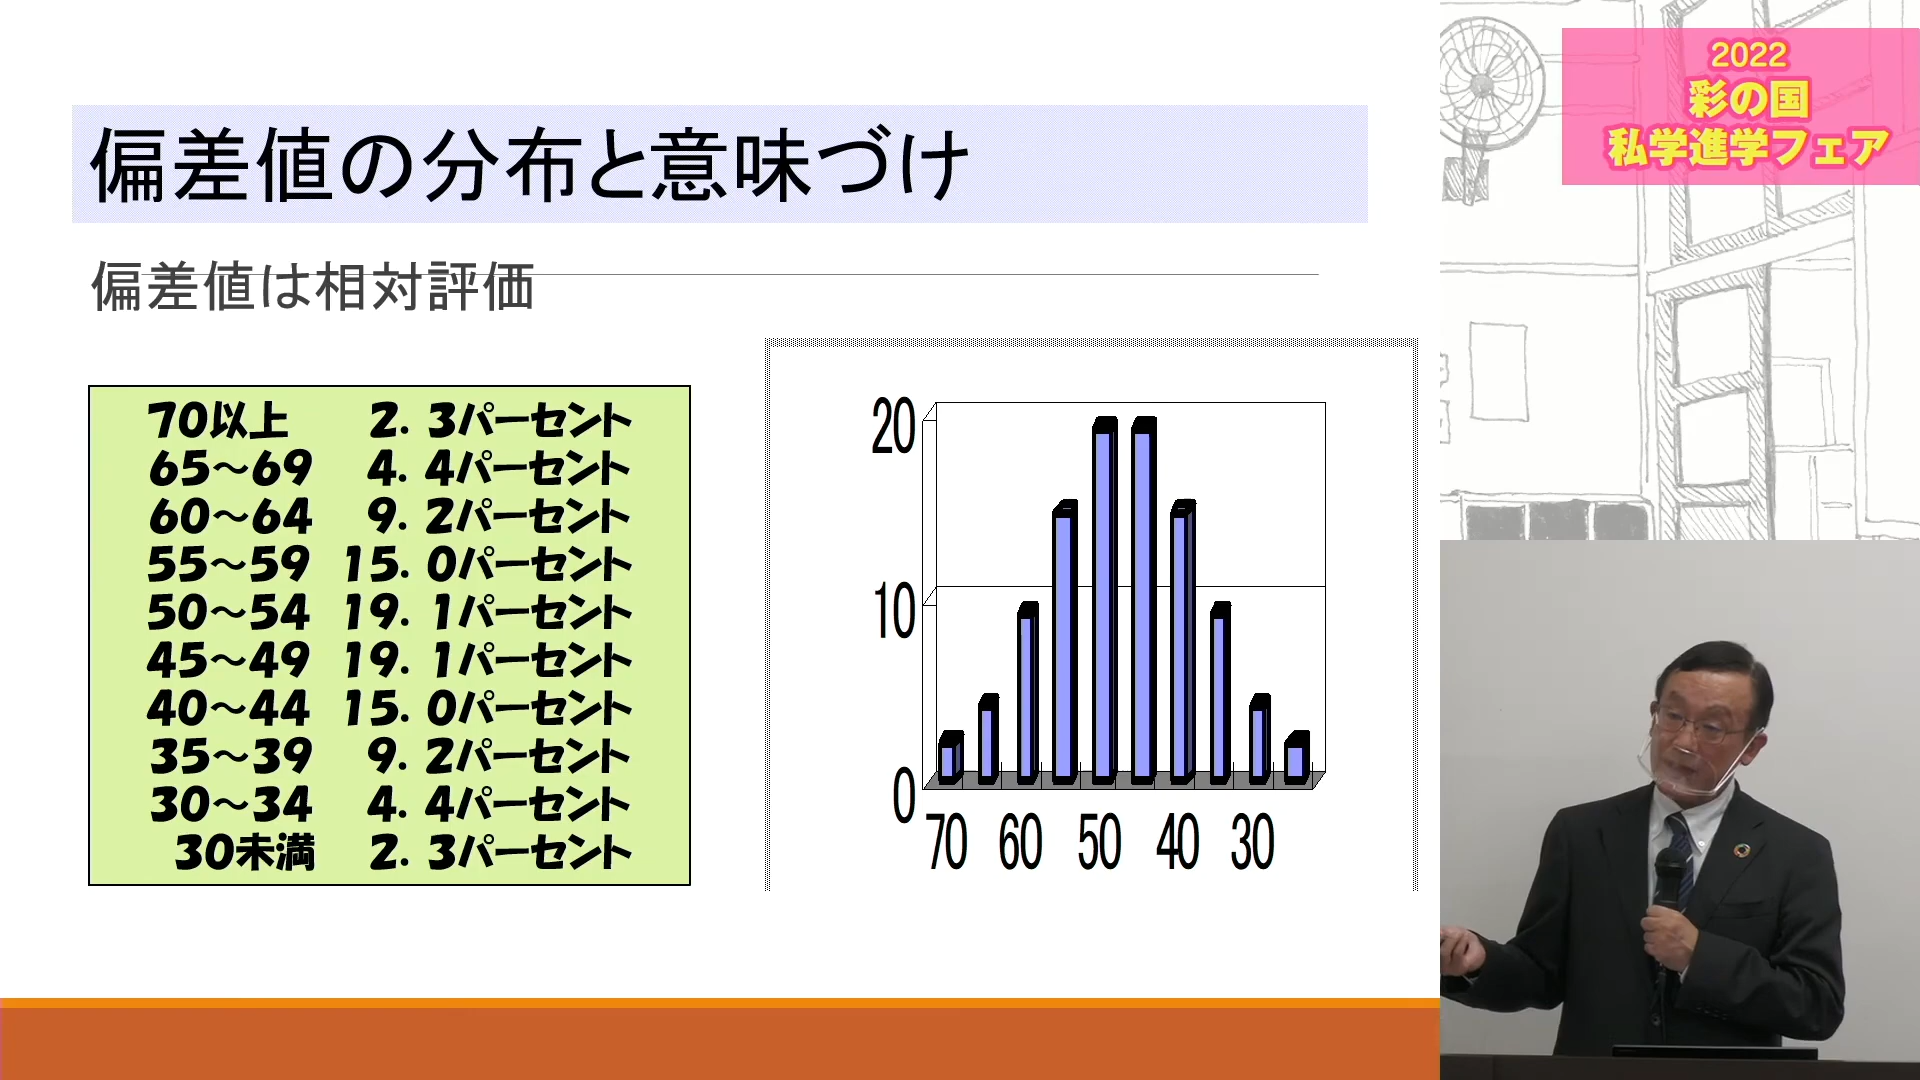 偏差値の分布と意味づけ
偏差値は相対評価
70以上 2. 3パーセント
65～69 4. 4パーセント
60～64 9. 2パーセント
55～59 15. 0パーセント
50～54 19. 1パーセント
45～49 19. 1パーセント
40～44 15. 0パーセント
35～39 9. 2パーセント
30～34 4. 4パーセント
30未満 2. 3パーセント
20
10
0
70 60 50 40 30
2022
彩の国
私学進学フェア